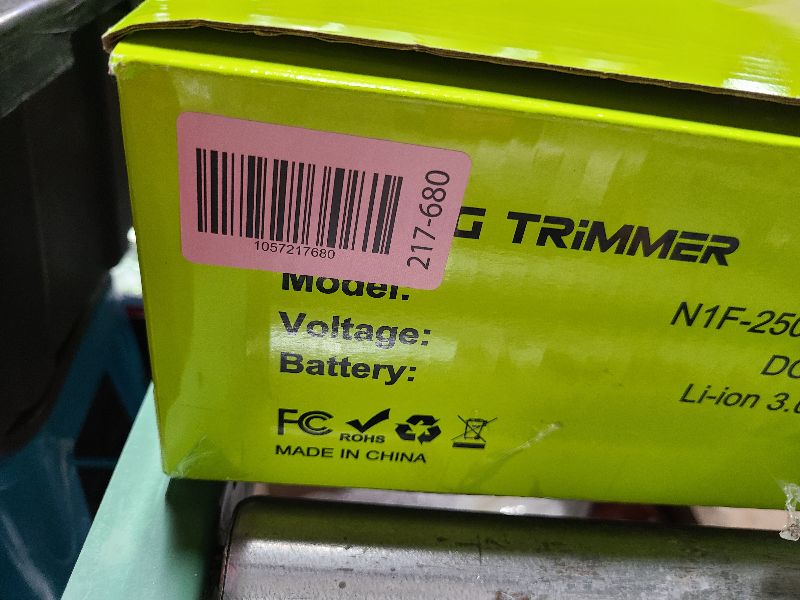 1057217680
217-680
G TRiMMER
Model:
N1F-250
Voltage:
DC
Battery:
Li-ion 3.0
FC
ROHS
MADE IN CHINA